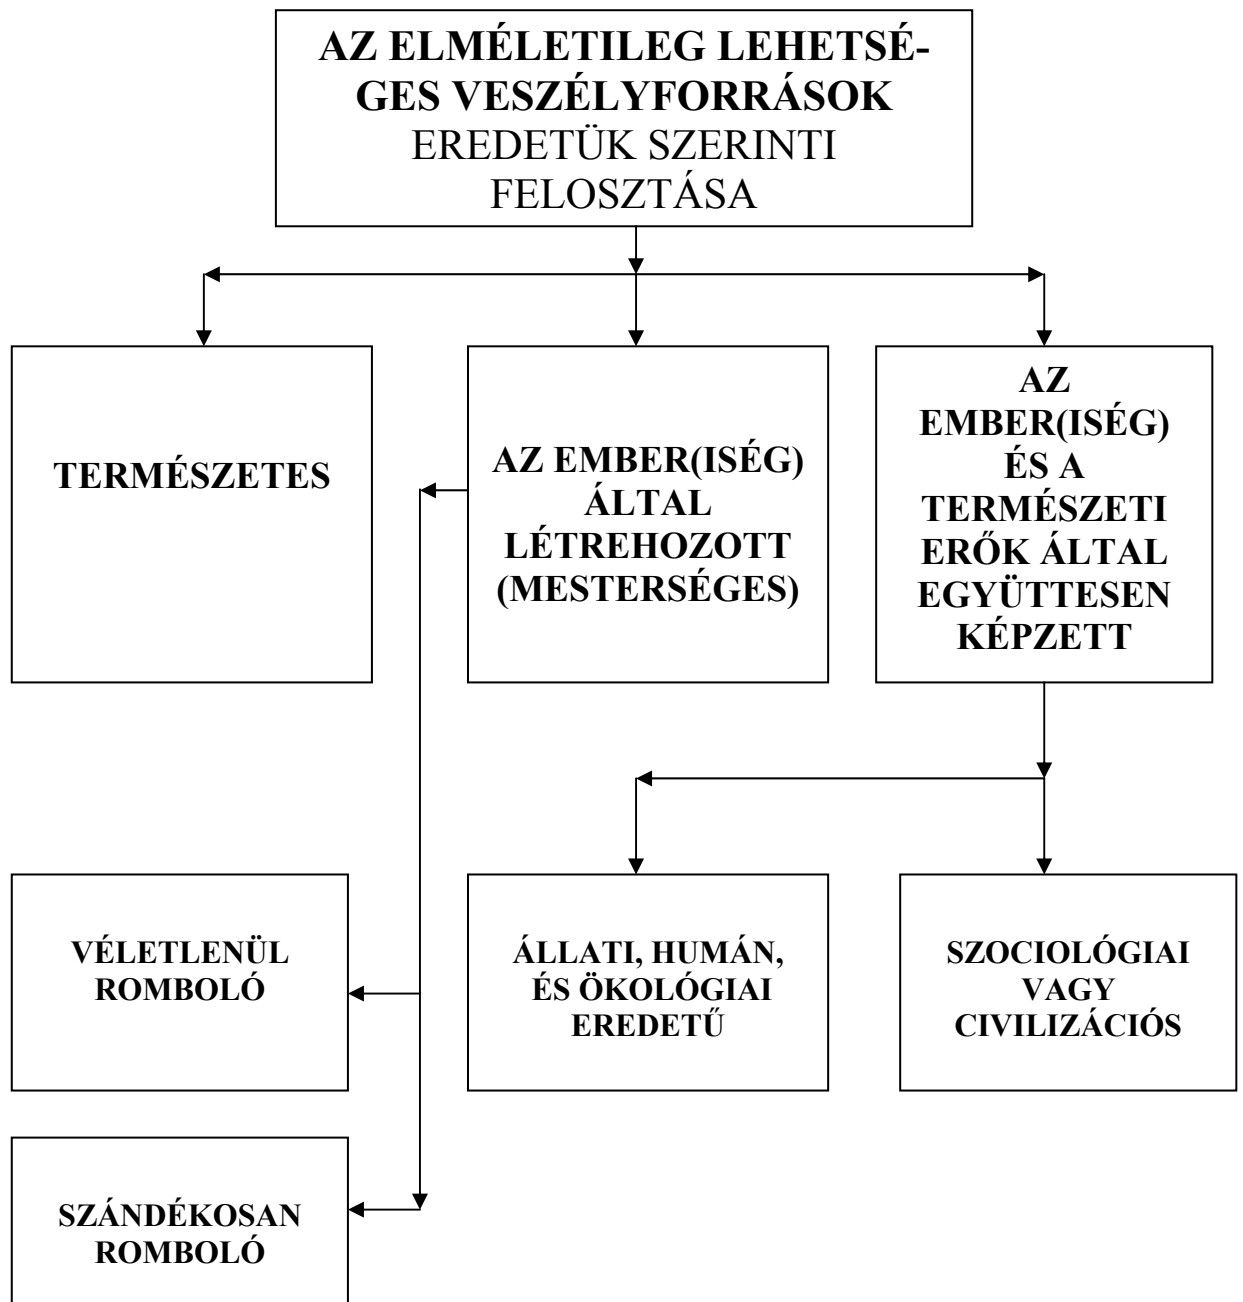 AZ ELMÉLETILEG LEHETSÉ-
GES VESZÉLYFORRÁSOK
EREDETÜK SZERINTI
FELOSZTÁSA
TERMÉSZETES
AZ EMBER(ISÉG)
ÁLTAL
LÉTREHOZOTT
(MESTERSÉGES)
AZ
EMBER(ISÉG)
ÉS A
TERMÉSZETI
ERŐK ÁLTAL
EGYÜTTESEN
KÉPZETT
VÉLETLENÜL
ROMBOLÓ
ÁLLATI, HUMÁN,
ÉS ÖKOLÓGIAI
EREDETŰ
SZOCIOLÓGIAI
VAGY
CIVILIZÁCIÓS
SZÁNDÉKOSAN
ROMBOLÓ